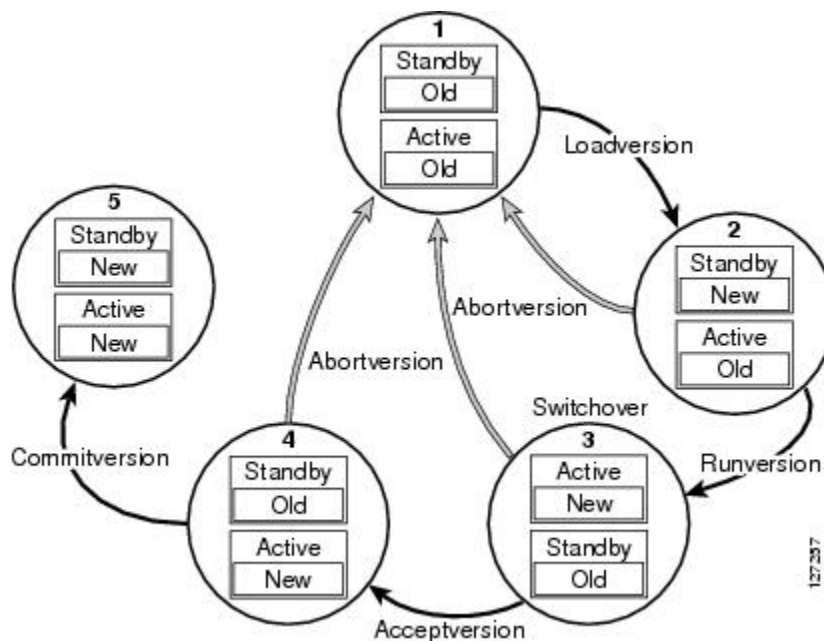 1
Standby
Old
Active
Old
Loadversion
2
Standby
New
Active
Old
Runversion
Switchover
3
Active
New
Standby
Old
Abortversion
Acceptversion
4
Standby
Old
Active
New
Abortversion
Commitversion
5
Standby
New
Active
New
127257